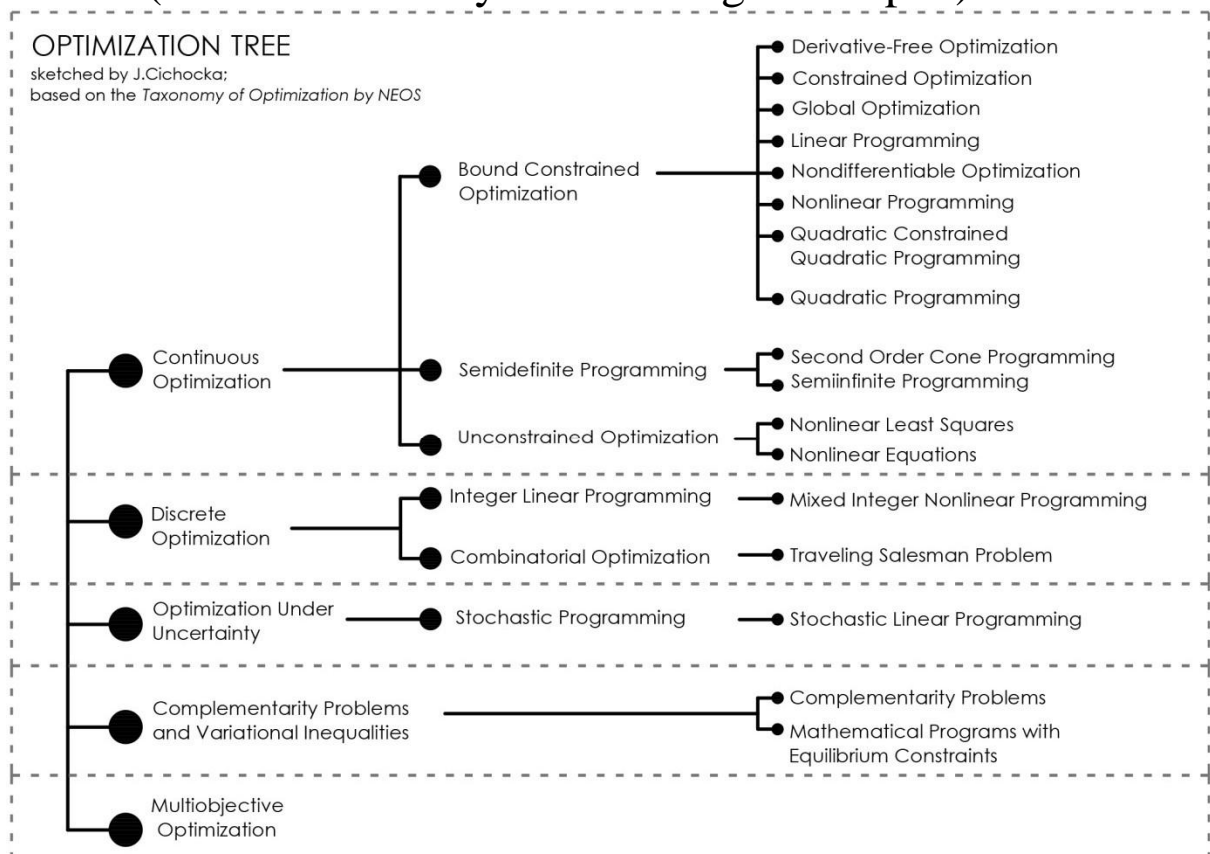 OPTIMIZATION TREE
sketched by J.Cichocka;
based on the Taxonomy of Optimization by NEOS
Derivative-Free Optimization
Constrained Optimization
Global Optimization
Linear Programming
Bound Constrained
Optimization
Nondifferentiable Optimization
Nonlinear Programming
Quadratic Constrained
Quadratic Programming
Quadratic Programming
Continuous
Optimization
Semidefinite Programming
Second Order Cone Programming
Semiinfinite Programming
Unconstrained Optimization
Nonlinear Least Squares
Nonlinear Equations
Discrete
Optimization
Integer Linear Programming
Mixed Integer Nonlinear Programming
Combinatorial Optimization
Traveling Salesman Problem
Optimization Under
Uncertainty
Stochastic Programming
Stochastic Linear Programming
Complementarity Problems
and Variational Inequalities
Complementarity Problems
Mathematical Programs with
Equilibrium Constraints
Multiobjective
Optimization